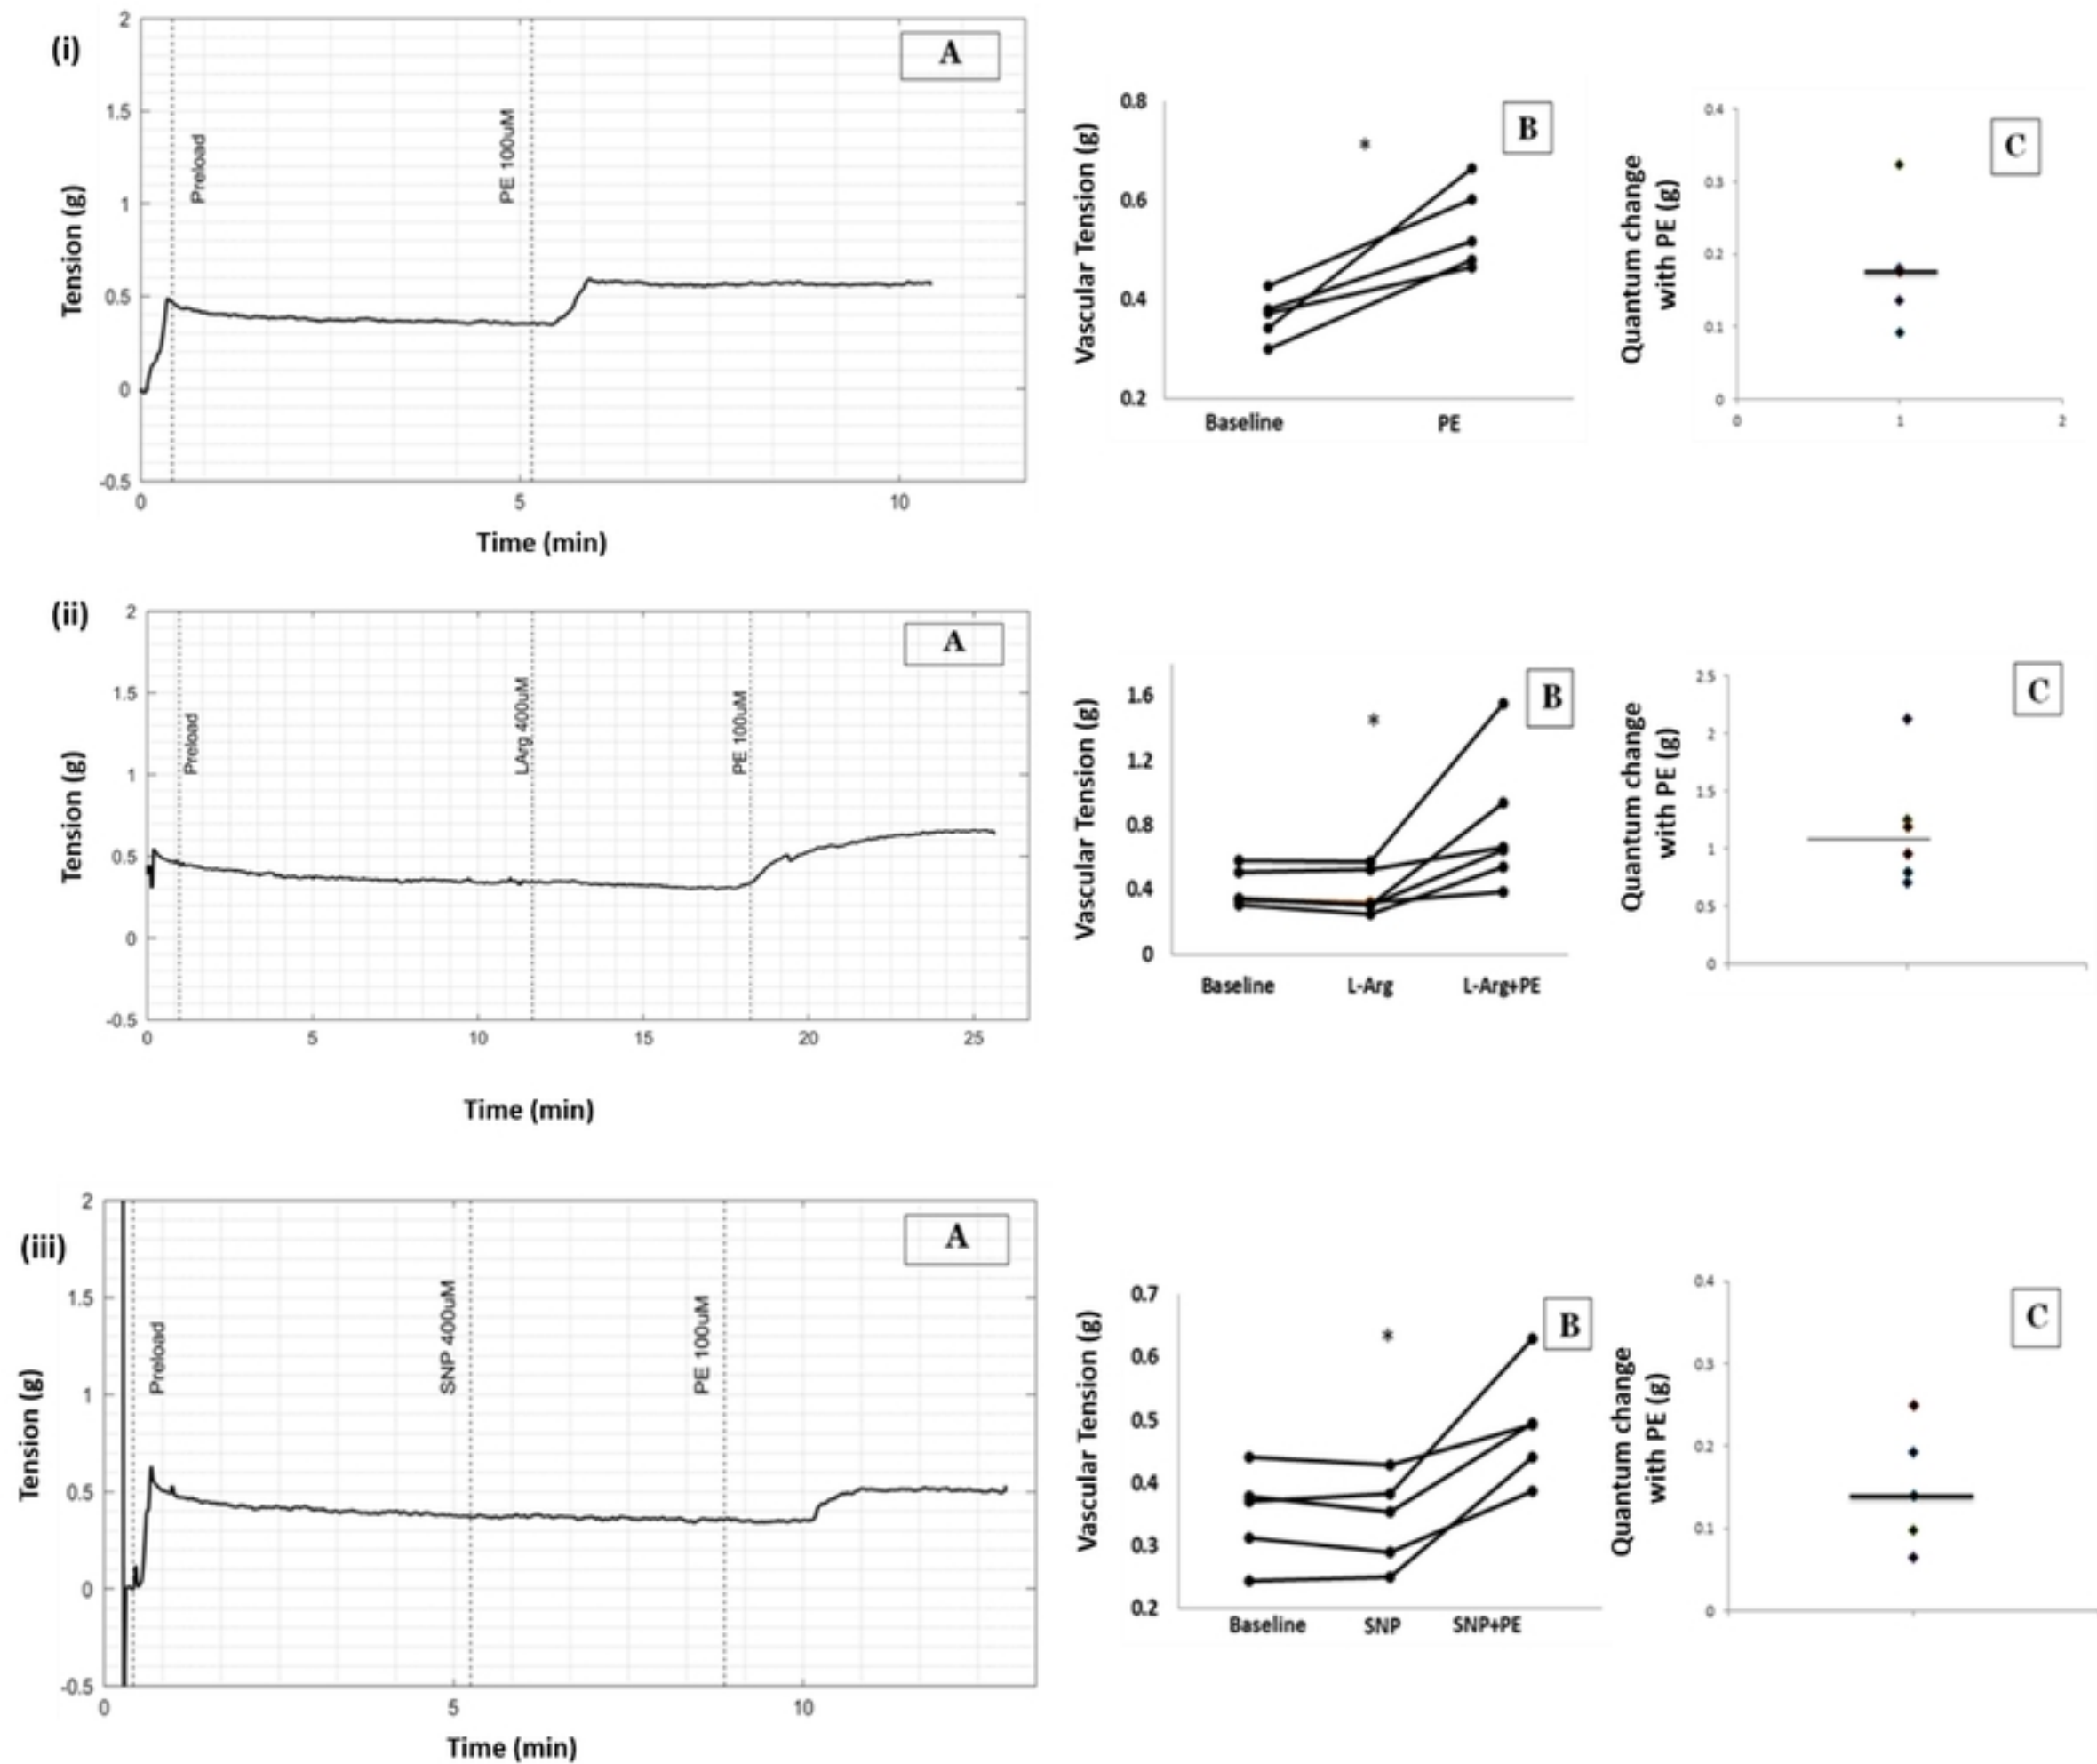 (i)
A
2
1.5
1
0.5
0
-0.5
Tension (g)
Preload
PE 100uM
0 5 10
Time (min)
B
0.8
0.6
0.4
0.2
Vascular Tension (g)
*
Baseline PE
C
0.4
0.3
0.2
0.1
0
Quantum change
with PE (g)
0 1 2
(ii)
A
2
1.5
1
0.5
0
-0.5
Tension (g)
Preload
LArg 400uM
PE 100uM
0 5 10 15 20 25
Time (min)
B
1.6
1.2
0.8
0.4
0
Vascular Tension (g)
*
Baseline L-Arg L-Arg+PE
C
2.5
2
1.5
1
0.5
0
Quantum change
with PE (g)
(iii)
A
2
1.5
1
0.5
0
-0.5
Tension (g)
Preload
SNP 400uM
PE 100uM
0 5 10
Time (min)
B
0.7
0.6
0.5
0.4
0.3
0.2
Vascular Tension (g)
*
Baseline SNP SNP+PE
C
0.4
0.3
0.2
0.1
0
Quantum change
with PE (g)